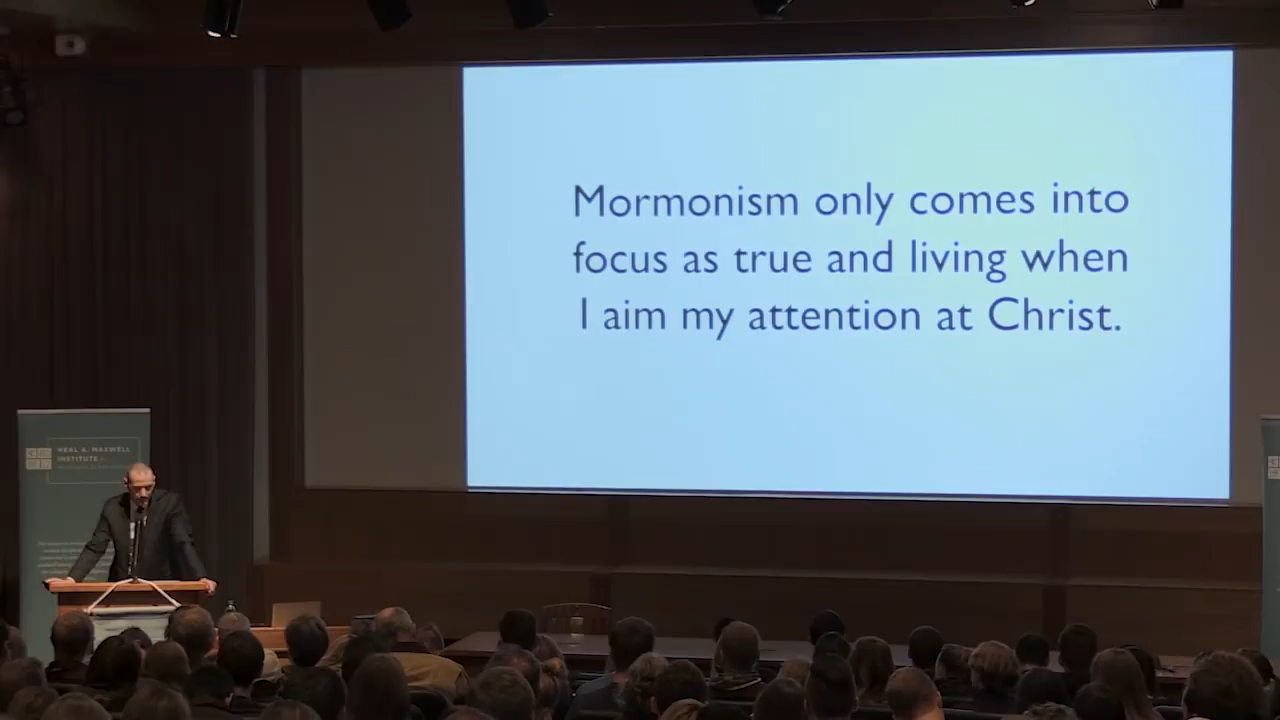 Mormonism only comes into
focus as true and living when
I aim my attention at Christ.
NEAL A. MAXWELL
INSTITUTE